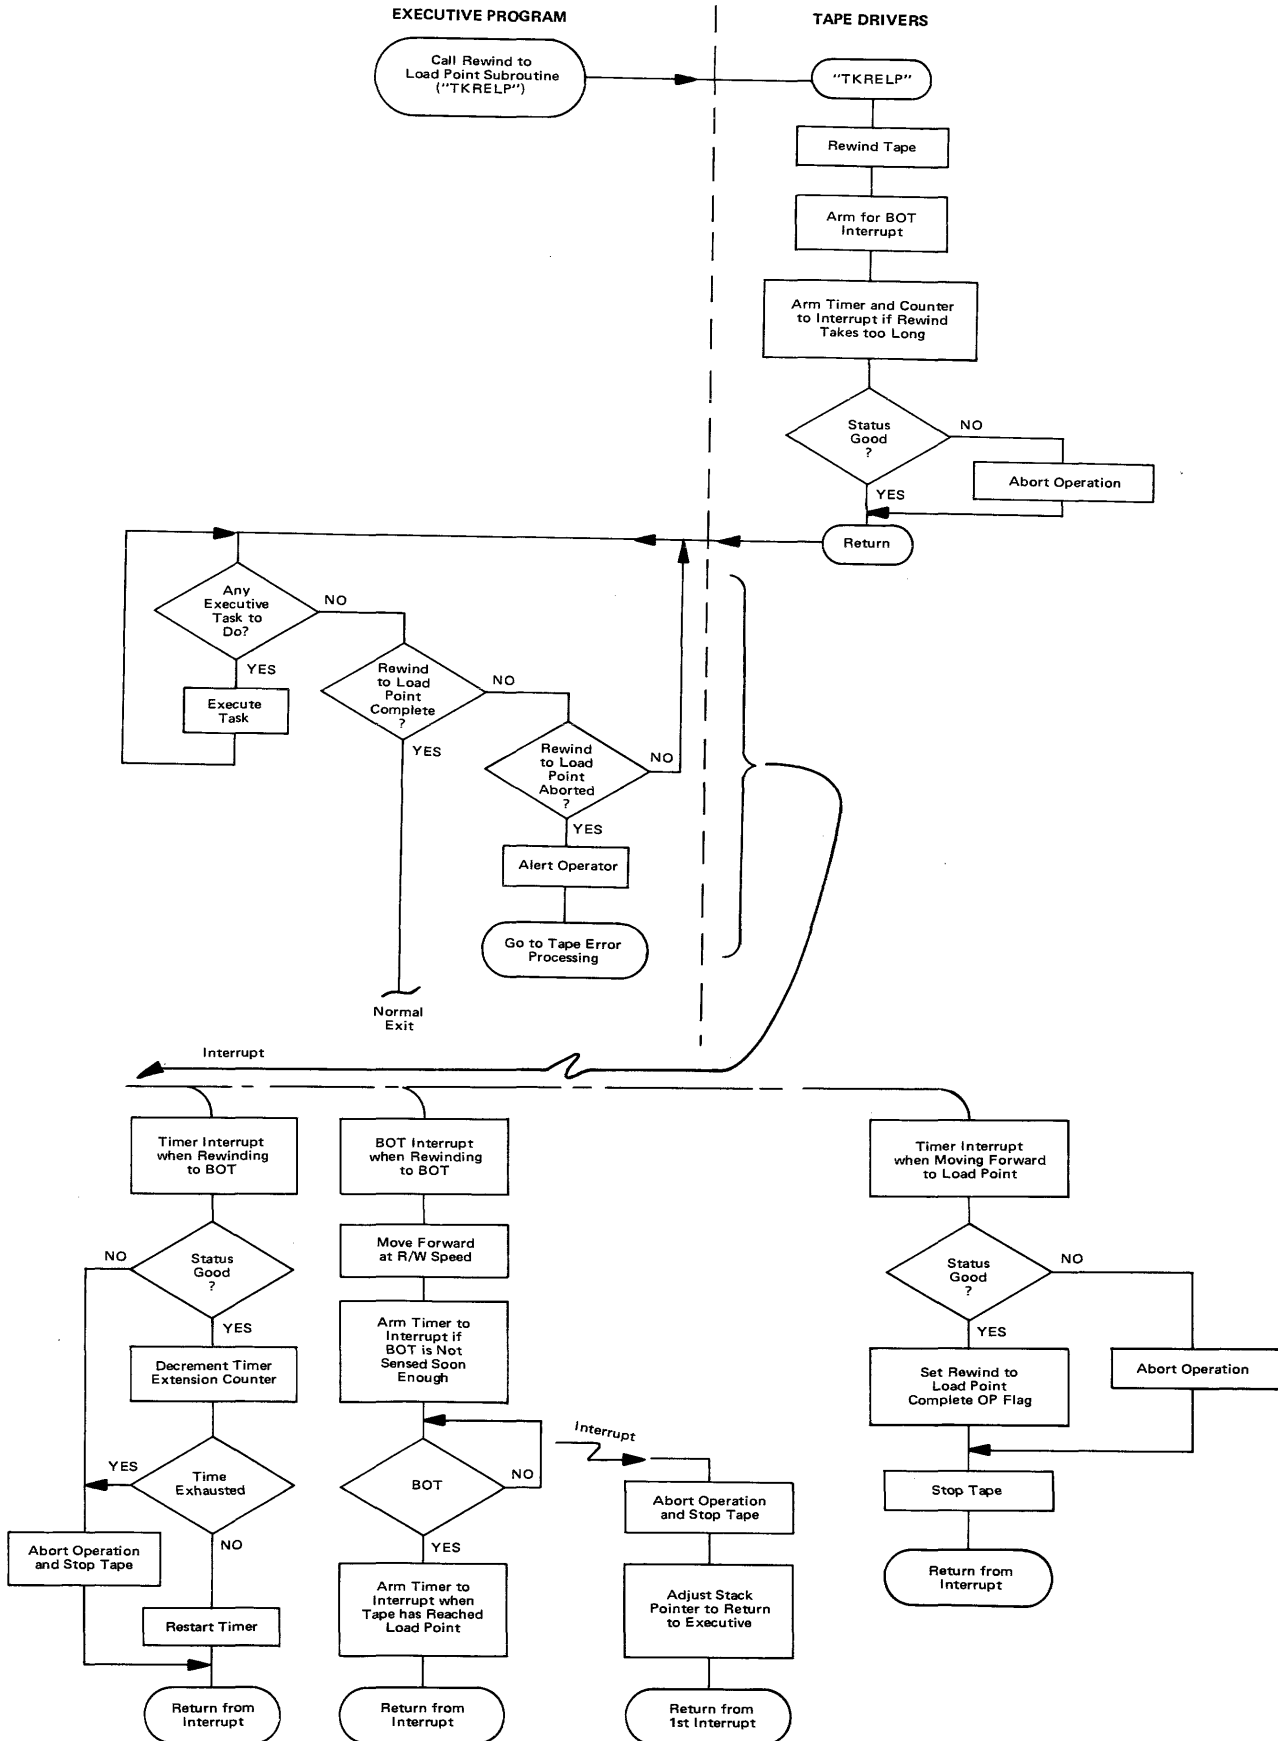 EXECUTIVE PROGRAM
TAPE DRIVERS
Call Rewind to
Load Point Subroutine
("TKRELP")
"TKRELP"
Rewind Tape
Arm for BOT
Interrupt
Arm Timer and Counter
to Interrupt if Rewind
Takes too Long
Status
Good
?
NO
Abort Operation
YES
Return
Any
Executive
Task to
Do?
NO
YES
Execute
Task
Rewind
to Load
Point
Complete
?
NO
YES
Rewind
to Load
Point
Aborted
?
NO
YES
Alert Operator
Go to Tape Error
Processing
Normal
Exit
Interrupt
Timer Interrupt
when Rewinding
to BOT
Status
Good
?
NO
YES
Decrement Timer
Extension Counter
Time
Exhausted
YES
NO
Abort Operation
and Stop Tape
Restart Timer
Return from
Interrupt
BOT Interrupt
when Rewinding
to BOT
Move Forward
at R/W Speed
Arm Timer to
Interrupt if
BOT is Not
Sensed Soon
Enough
BOT
NO
YES
Arm Timer to
Interrupt when
Tape has Reached
Load Point
Return from
Interrupt
Interrupt
Abort Operation
and Stop Tape
Adjust Stack
Pointer to Return
to Executive
Return from
1st Interrupt
Timer Interrupt
when Moving Forward
to Load Point
Status
Good
?
NO
YES
Set Rewind to
Load Point
Complete OP Flag
Abort Operation
Stop Tape
Return from
Interrupt